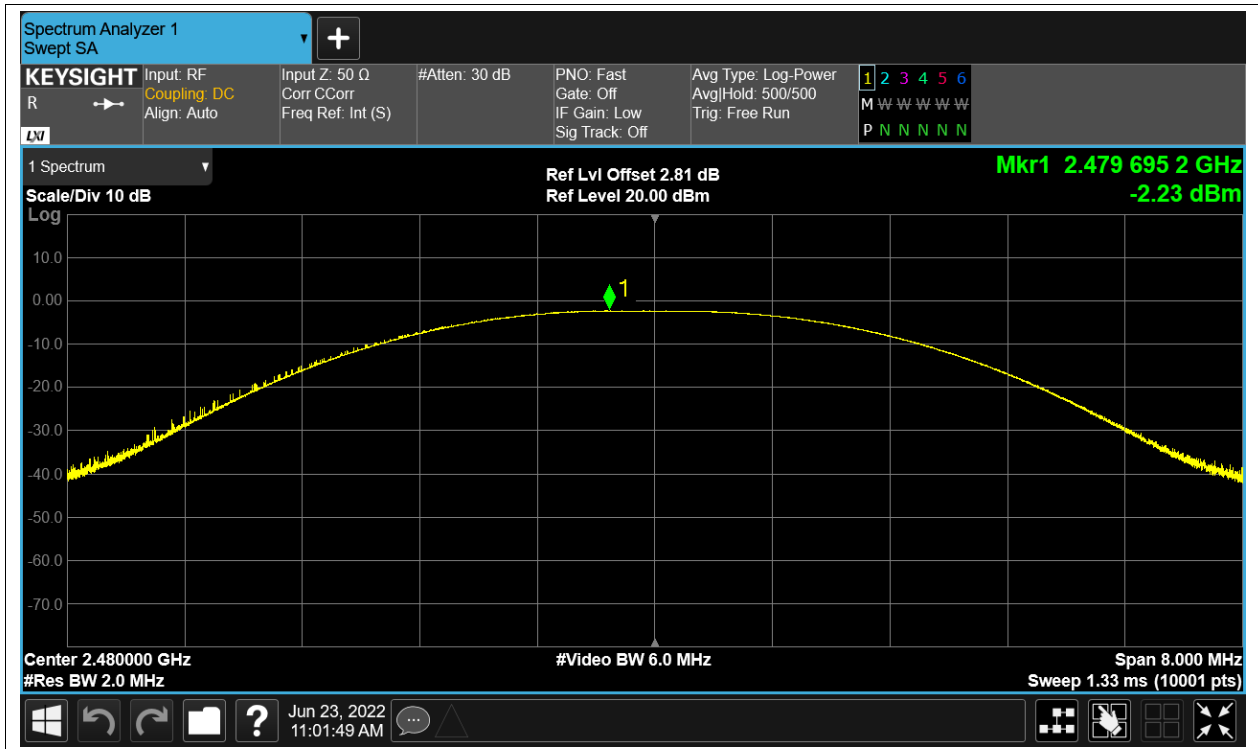 Spectrum Analyzer 1
Swept SA
+
KEYSIGHT
R
LXI
Input: RF
Coupling: DC
Align: Auto
Input Z: 50 Ω
Corr CCorr
Freq Ref: Int (S)
#Atten: 30 dB
PNO: Fast
Gate: Off
IF Gain: Low
Sig Track: Off
Avg Type: Log-Power
Avg|Hold: 500/500
Trig: Free Run
1 2 3 4 5 6
M W W W W W W
P N N N N N N
1 Spectrum
Scale/Div 10 dB
Ref Lvl Offset 2.81 dB
Ref Level 20.00 dBm
Mkr1 2.479 695 2 GHz
-2.23 dBm
Log
10.0
0.00
-10.0
-20.0
-30.0
-40.0
-50.0
-60.0
-70.0
1
Center 2.480000 GHz
#Res BW 2.0 MHz
#Video BW 6.0 MHz
Span 8.000 MHz
Sweep 1.33 ms (10001 pts)
?
Jun 23, 2022
11:01:49 AM